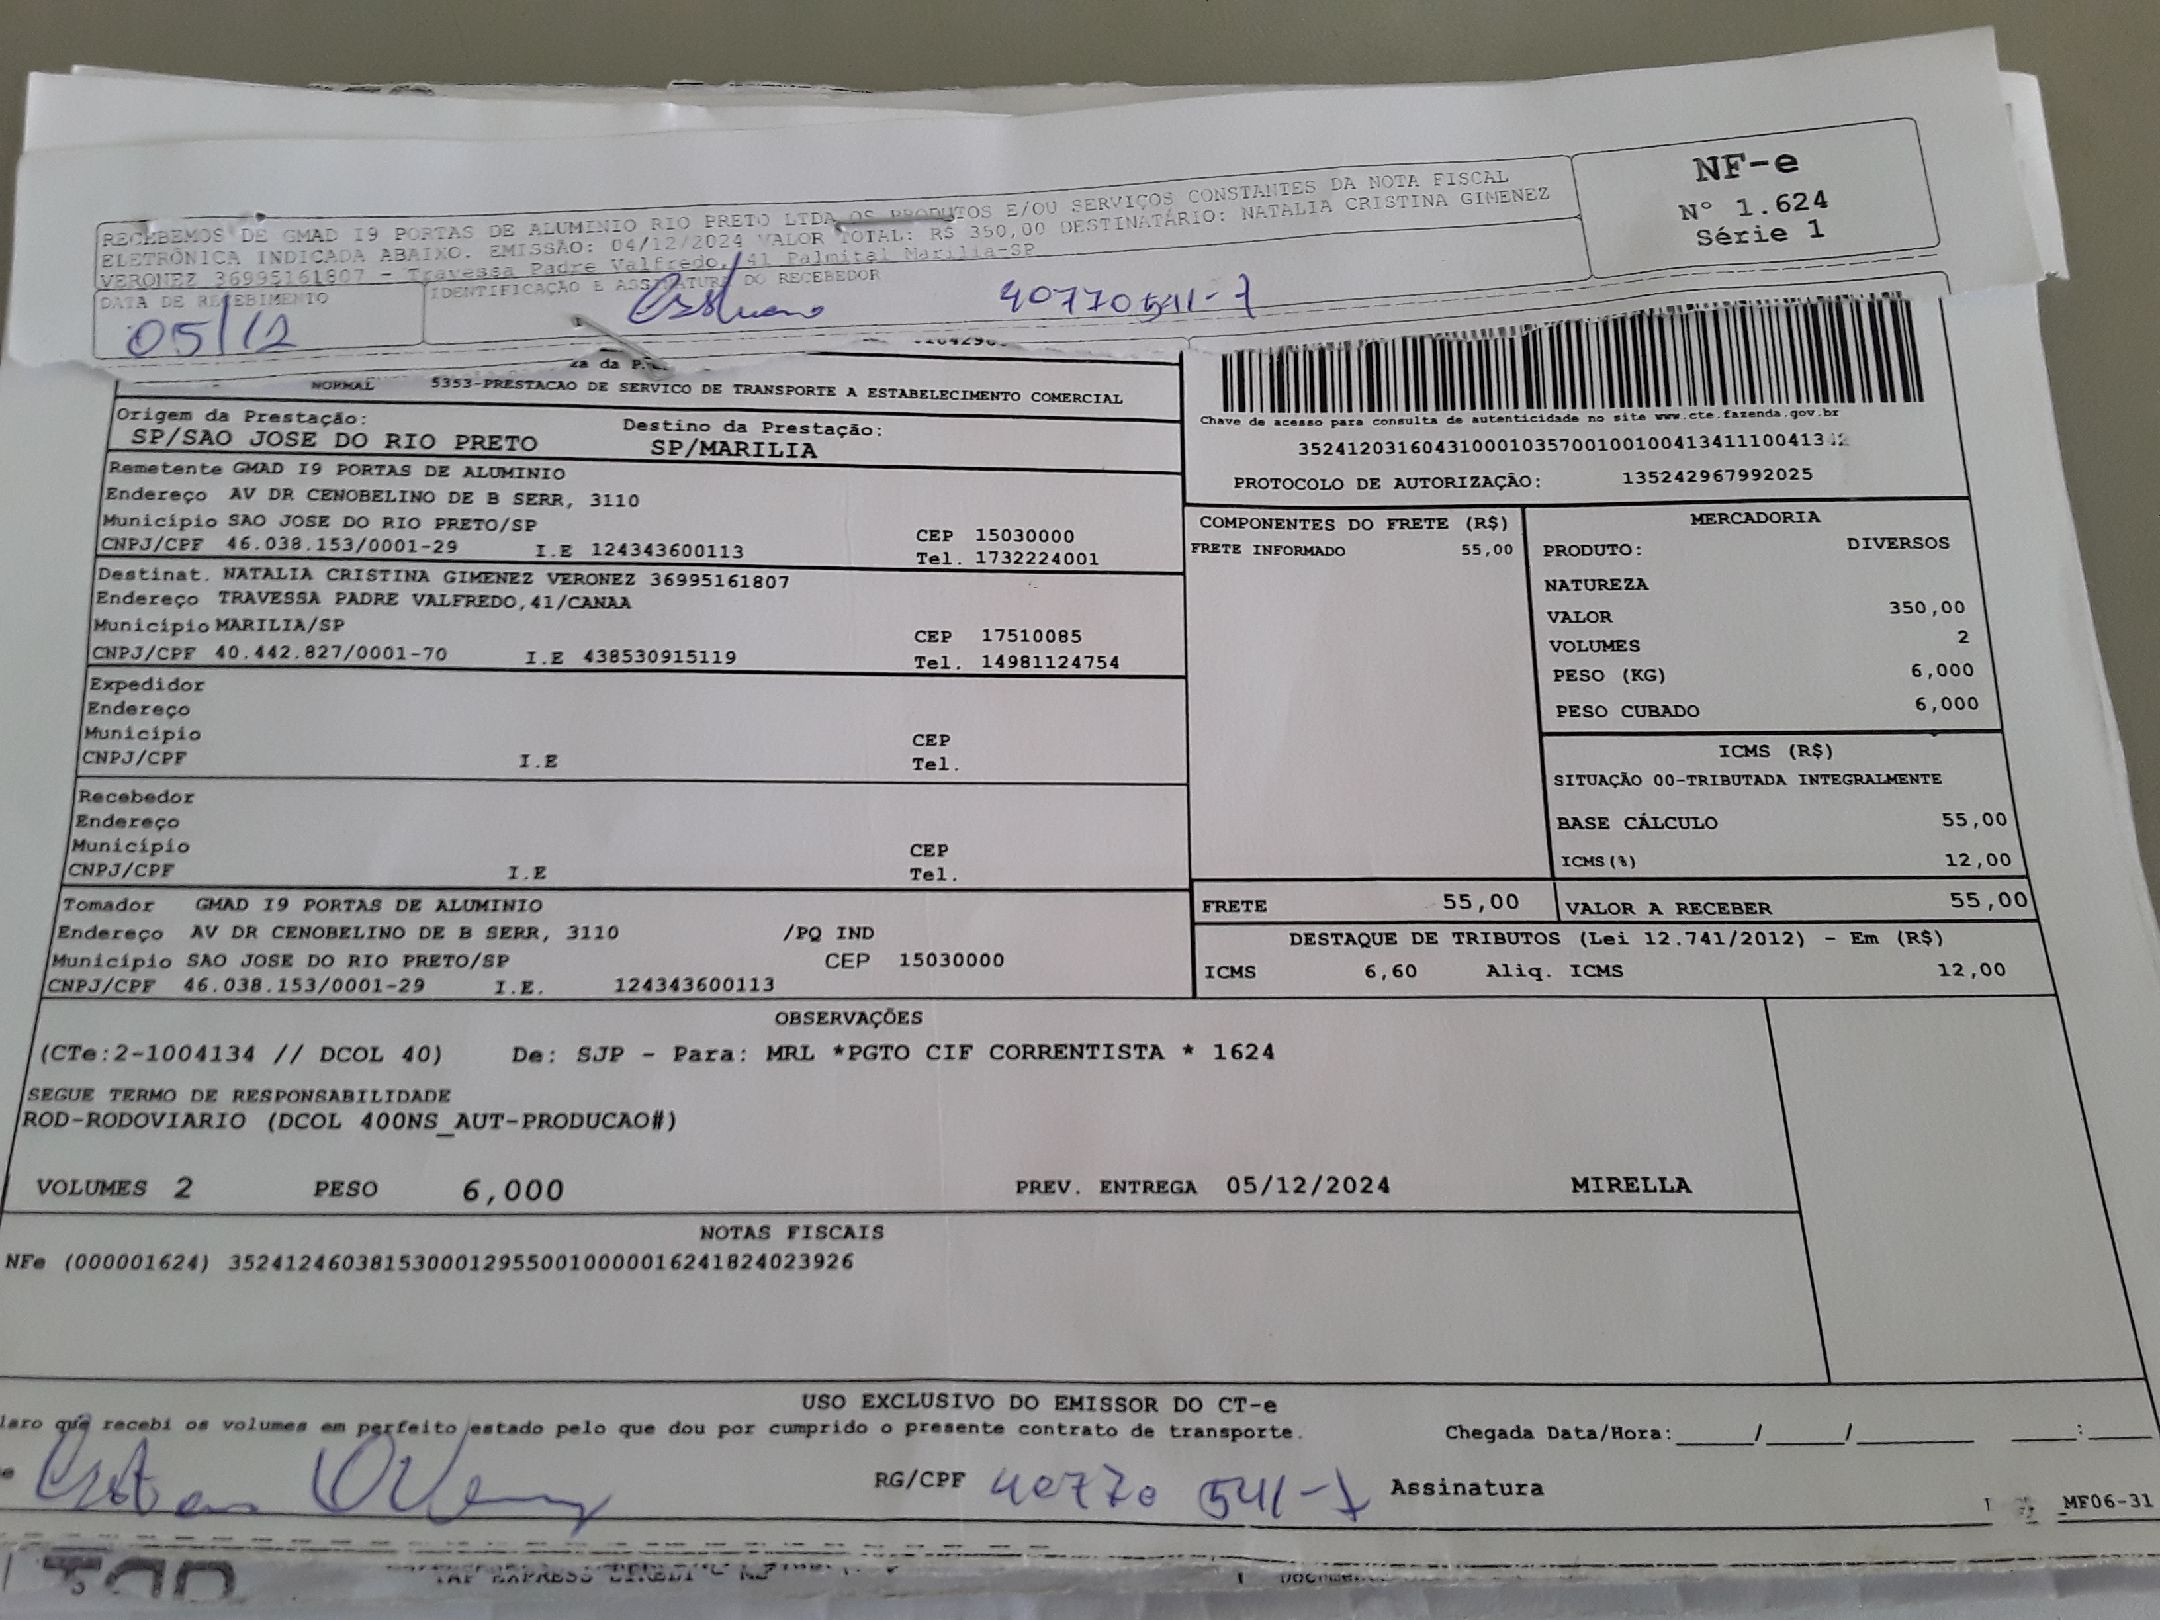 RECEBEMOS DE GMAD I9 PORTAS DE ALUMINIO RIO PRETO LTDA OS PRODUTOS E/OU SERVIÇOS CONSTANTES DA NOTA FISCAL
ELETRÔNICA INDICADA ABAIXO. EMISSÃO: 04/12/2024 VALOR TOTAL: R$ 350,00 DESTINATÁRIO: NATALIA CRISTINA GIMENEZ
VERONEZ 36995161807 - Travessa Padre Valfredo, 41 Palmital Marilia-SP
NF-e
Nº 1.624
Série 1
DATA DE RECEBIMENTO
05/12
IDENTIFICAÇÃO E ASSINATURA DO RECEBEDOR
40770541-7
za da
NORMAL 5353-PRESTACAO DE SERVICO DE TRANSPORTE A ESTABELECIMENTO COMERCIAL
Origem da Prestação: Destino da Prestação:
SP/SAO JOSE DO RIO PRETO SP/MARILIA
Chave de acesso para consulta de autenticidade no site www.cte.fazenda.gov.br
35241203160431000103570010010041341110041342
PROTOCOLO DE AUTORIZAÇÃO: 135242967992025
Remetente GMAD I9 PORTAS DE ALUMINIO
Endereço AV DR CENOBELINO DE B SERR, 3110
Município SAO JOSE DO RIO PRETO/SP CEP 15030000
CNPJ/CPF 46.038.153/0001-29 I.E 124343600113 Tel. 1732224001
Destinat. NATALIA CRISTINA GIMENEZ VERONEZ 36995161807
Endereço TRAVESSA PADRE VALFREDO,41/CANAA
Município MARILIA/SP CEP 17510085
CNPJ/CPF 40.442.827/0001-70 I.E 438530915119 Tel. 14981124754
Expedidor
Endereço
Município CEP
CNPJ/CPF I.E Tel.
Recebedor
Endereço
Município CEP
CNPJ/CPF I.E Tel.
Tomador GMAD I9 PORTAS DE ALUMINIO
Endereço AV DR CENOBELINO DE B SERR, 3110 /PQ IND
Município SAO JOSE DO RIO PRETO/SP CEP 15030000
CNPJ/CPF 46.038.153/0001-29 I.E. 124343600113
COMPONENTES DO FRETE (R$)
FRETE INFORMADO 55,00
MERCADORIA
PRODUTO: DIVERSOS
NATUREZA
VALOR 350,00
VOLUMES 2
PESO (KG) 6,000
PESO CUBADO 6,000
ICMS (R$)
SITUAÇÃO 00-TRIBUTADA INTEGRALMENTE
BASE CÁLCULO 55,00
ICMS(%) 12,00
FRETE 55,00 VALOR A RECEBER 55,00
DESTAQUE DE TRIBUTOS (Lei 12.741/2012) - Em (R$)
ICMS 6,60 Aliq. ICMS 12,00
OBSERVAÇÕES
(CTe:2-1004134 // DCOL 40) De: SJP - Para: MRL *PGTO CIF CORRENTISTA * 1624
SEGUE TERMO DE RESPONSABILIDADE
ROD-RODOVIARIO (DCOL 400NS_AUT-PRODUCAO#)
VOLUMES 2 PESO 6,000 PREV. ENTREGA 05/12/2024 MIRELLA
NOTAS FISCAIS
NFe (000001624) 35241246038153000129550010000016241824023926
USO EXCLUSIVO DO EMISSOR DO CT-e
laro que recebi os volumes em perfeito estado pelo que dou por cumprido o presente contrato de transporte. Chegada Data/Hora:_____/_____/________ ____:____
RG/CPF 40770541-7 Assinatura
MF06-31